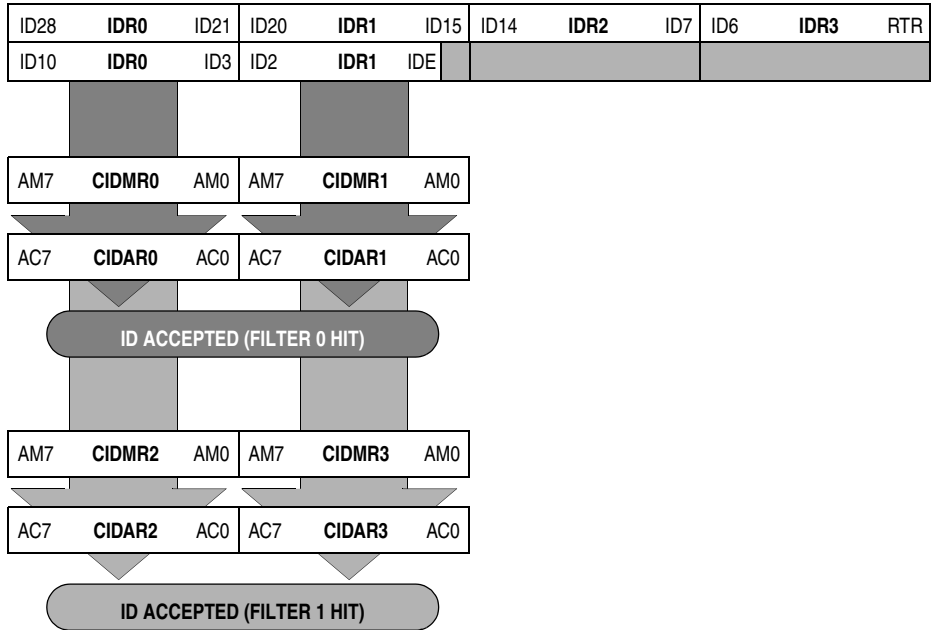 ID28 IDR0 ID21 ID20 IDR1 ID15 ID14 IDR2 ID7 ID6 IDR3 RTR
ID10 IDR0 ID3 ID2 IDR1 IDE
AM7 CIDMR0 AM0 AM7 CIDMR1 AM0
AC7 CIDAR0 AC0 AC7 CIDAR1 AC0
ID ACCEPTED (FILTER 0 HIT)
AM7 CIDMR2 AM0 AM7 CIDMR3 AM0
AC7 CIDAR2 AC0 AC7 CIDAR3 AC0
ID ACCEPTED (FILTER 1 HIT)